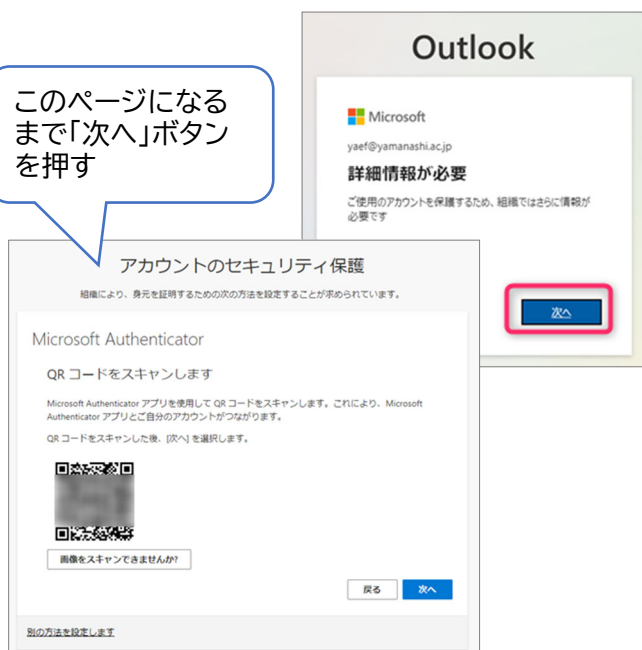 Outlook
Microsoft
yaef@yamanashi.ac.jp
詳細情報が必要
ご使用のアカウントを保護するため、組織ではさらに情報が
必要です
次へ
このページになる
まで「次へ」ボタン
を押す
アカウントのセキュリティ保護
組織により、身元を証明するための次の方法を設定することが求められています。
Microsoft Authenticator
QR コードをスキャンします
Microsoft Authenticator アプリを使用して QR コードをスキャンします。これにより、Microsoft
Authenticator アプリとご自分のアカウントがつながります。
QR コードをスキャンした後、[次へ] を選択します。
画像をスキャンできませんか?
戻る
次へ
別の方法を設定します